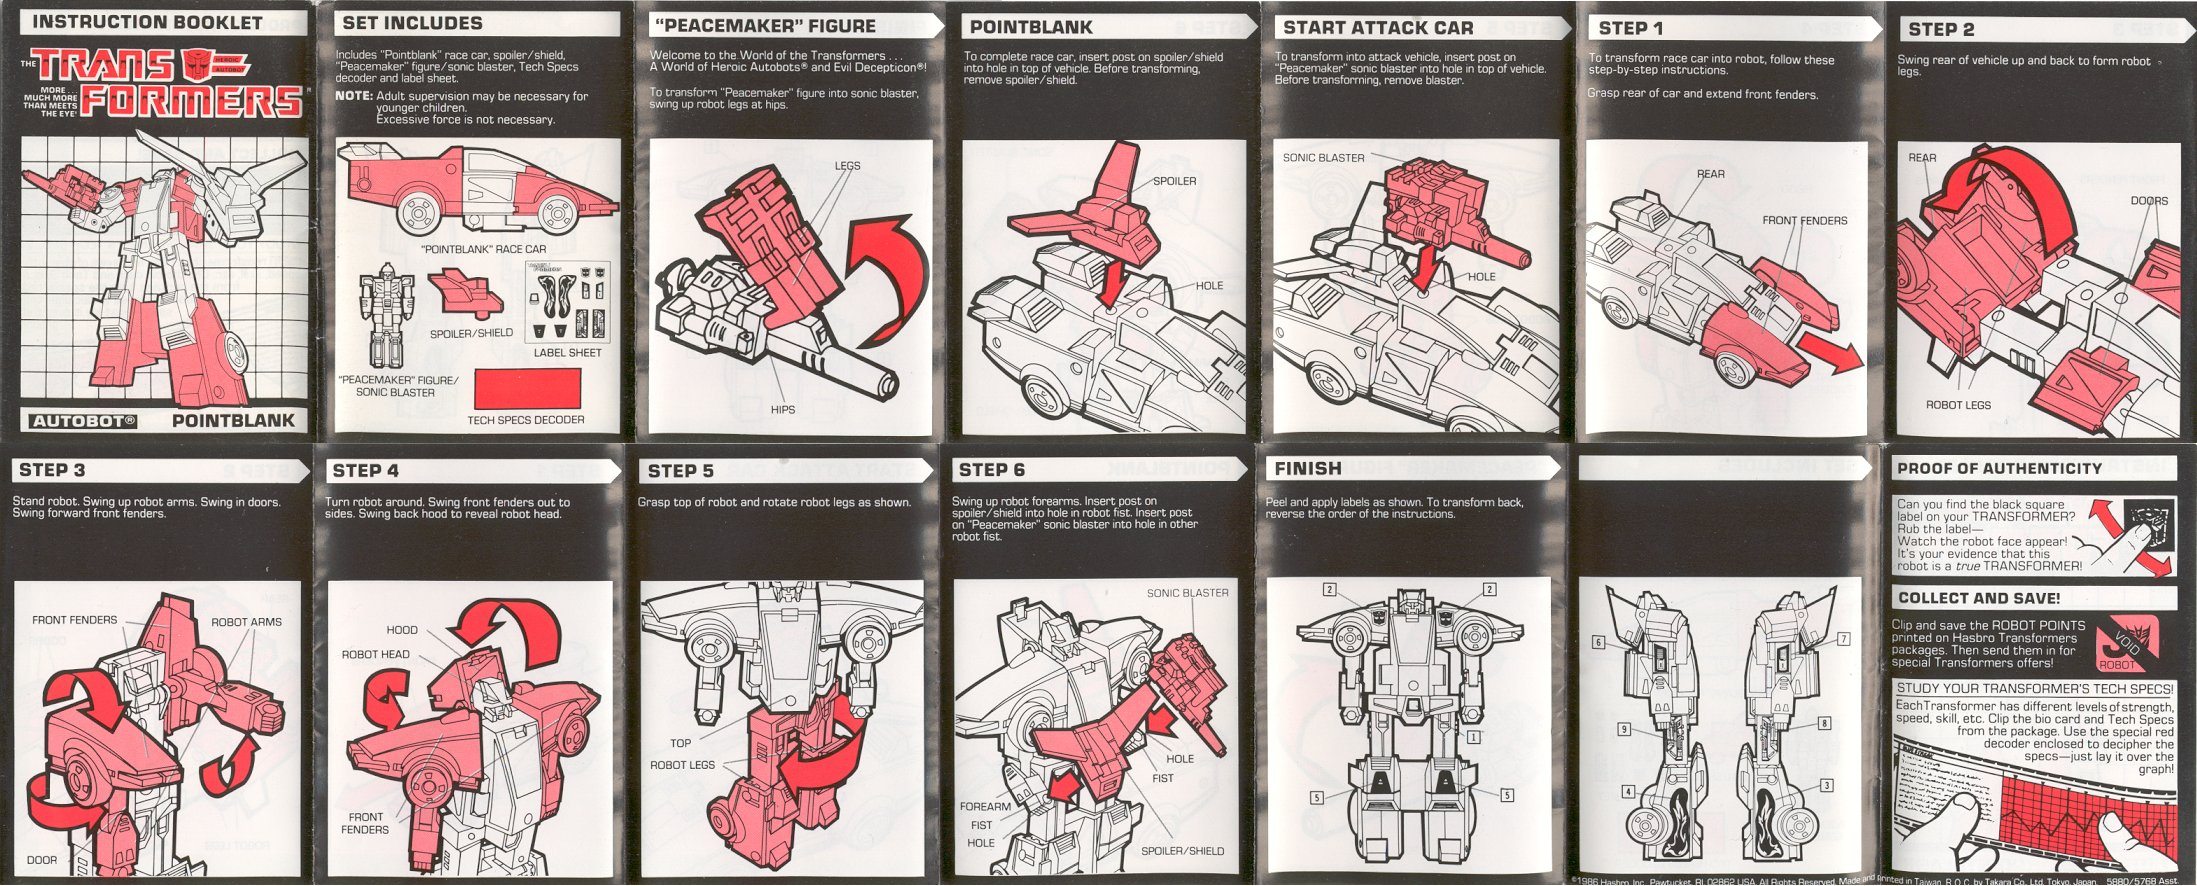 INSTRUCTION BOOKLET
THE TRANS
HEROIC
AUTOBOT
FORMERS
MORE...
MUCH MORE
THAN MEETS
THE EYE
AUTOBOT® POINTBLANK
SET INCLUDES
Includes "Pointblank" race car, spoiler/shield,
"Peacemaker" figure/sonic blaster, Tech Specs
decoder and label sheet.
NOTE: Adult supervision may be necessary for
younger children.
Excessive force is not necessary.
"POINTBLANK" RACE CAR
SPOILER/SHIELD
LABEL SHEET
"PEACEMAKER" FIGURE/
SONIC BLASTER
TECH SPECS DECODER
"PEACEMAKER" FIGURE
Welcome to the World of the Transformers . . .
A World of Heroic Autobots® and Evil Decepticon®!
To transform "Peacemaker" figure into sonic blaster,
swing up robot legs at hips.
LEGS
HIPS
POINTBLANK
To complete race car, insert post on spoiler/shield
into hole in top of vehicle. Before transforming,
remove spoiler/shield.
SPOILER
HOLE
START ATTACK CAR
To transform into attack vehicle, insert post on
"Peacemaker" sonic blaster into hole in top of vehicle.
Before transforming, remove blaster.
SONIC BLASTER
HOLE
STEP 1
To transform race car into robot, follow these
step-by-step instructions.
Grasp rear of car and extend front fenders.
REAR
FRONT FENDERS
STEP 2
Swing rear of vehicle up and back to form robot
legs.
REAR
DOORS
ROBOT LEGS
STEP 3
Stand robot. Swing up robot arms. Swing in doors.
Swing forward front fenders.
FRONT FENDERS
ROBOT ARMS
DOOR
STEP 4
Turn robot around. Swing front fenders out to
sides. Swing back hood to reveal robot head.
HOOD
ROBOT HEAD
FRONT
FENDERS
STEP 5
Grasp top of robot and rotate robot legs as shown.
TOP
ROBOT LEGS
STEP 6
Swing up robot forearms. Insert post on
spoiler/shield into hole in robot fist. Insert post
on "Peacemaker" sonic blaster into hole in other
robot fist.
SONIC BLASTER
HOLE
FIST
FOREARM
FIST
HOLE
SPOILER/SHIELD
FINISH
Peel and apply labels as shown. To transform back,
reverse the order of the instructions.
2
2
1
5
5
6
7
9
8
4
3
PROOF OF AUTHENTICITY
Can you find the black square
label on your TRANSFORMER?
Rub the label—
Watch the robot face appear!
It's your evidence that this
robot is a true TRANSFORMER!
COLLECT AND SAVE!
Clip and save the ROBOT POINTS
printed on Hasbro Transformers
packages. Then send them in for
special Transformers offers!
VOID
ROBOT
STUDY YOUR TRANSFORMER'S TECH SPECS!
Each Transformer has different levels of strength,
speed, skill, etc. Clip the bio card and Tech Specs
from the package. Use the special red
decoder enclosed to decipher the
specs—just lay it over the
graph!
©1986 Hasbro, Inc., Pawtucket, RI 02862 USA. All Rights Reserved. Made and Printed in Taiwan, R.O.C. by Takara Co., Ltd. Tokyo, Japan. 5880/5768 Asst.